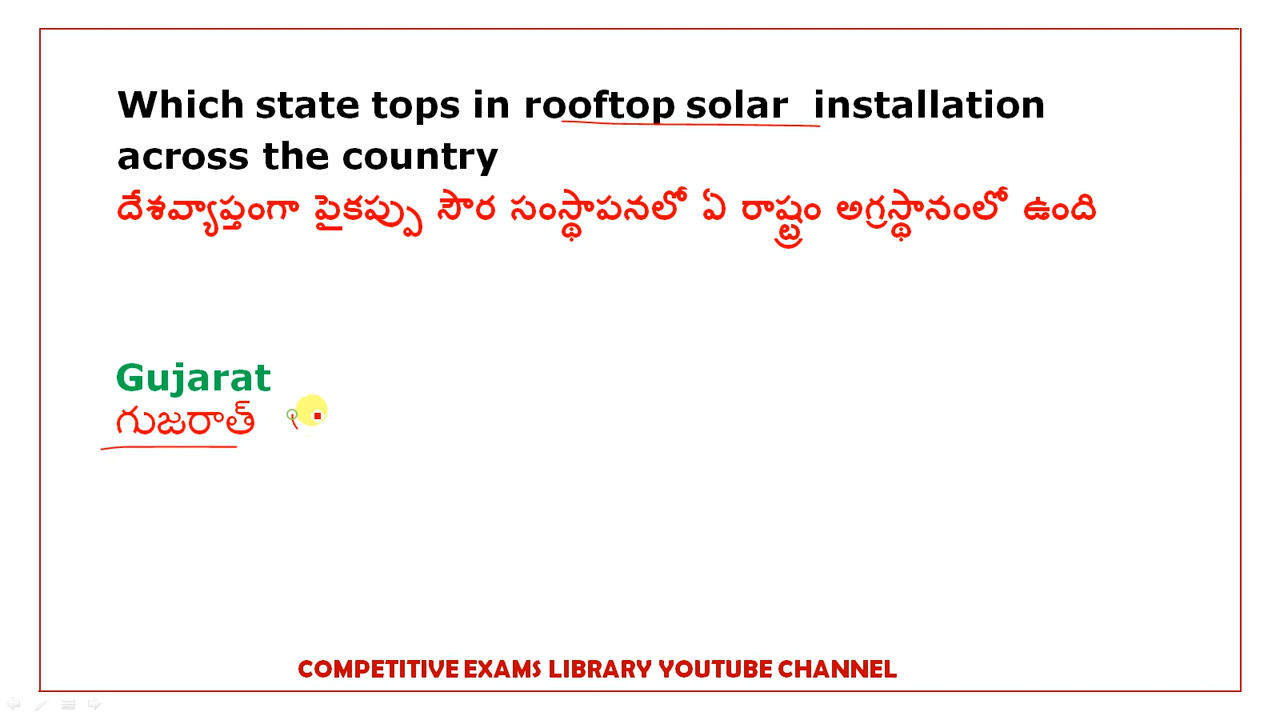 Which state tops in rooftop solar installation
across the country
దేశవ్యాప్తంగా పైకప్పు సౌర సంస్థాపనలో ఏ రాష్ట్రం అగ్రస్థానంలో ఉంది
Gujarat
గుజరాత్
COMPETITIVE EXAMS LIBRARY YOUTUBE CHANNEL